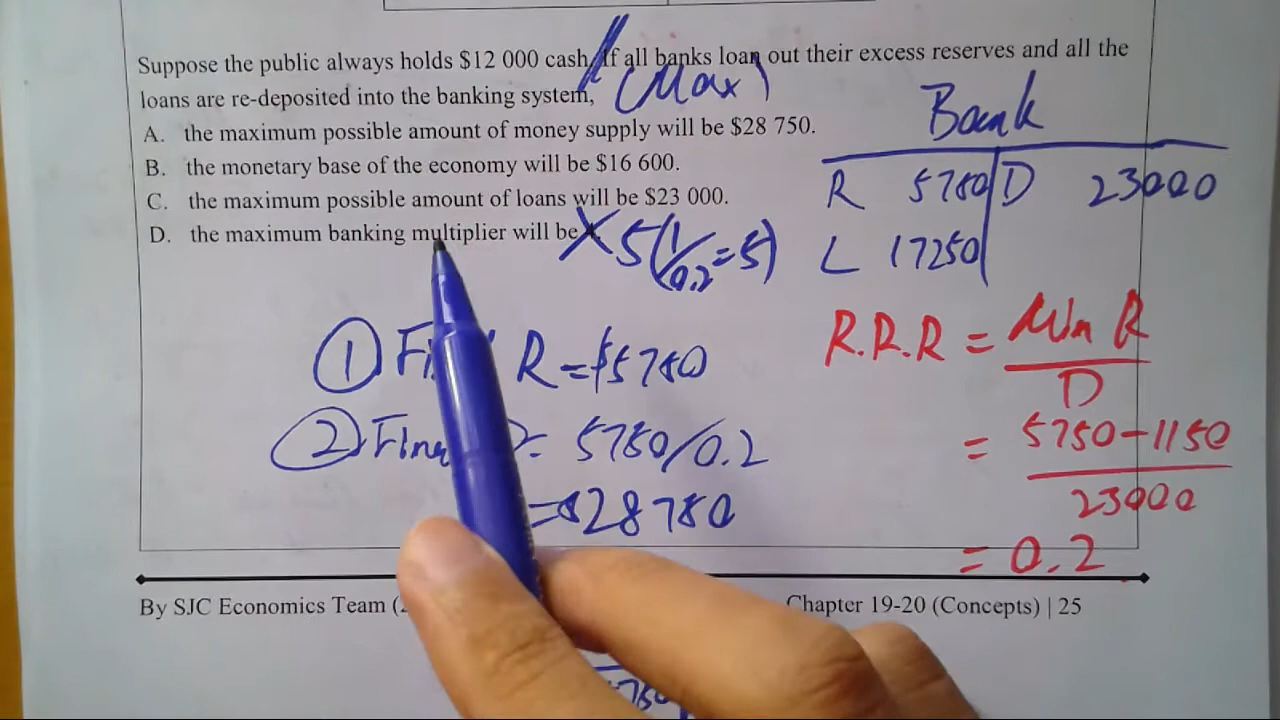 Suppose the public always holds $12 000 cash. If all banks loan out their excess reserves and all the
loans are re-deposited into the banking system, (Max)
A. the maximum possible amount of money supply will be $28 750.
B. the monetary base of the economy will be $16 600.
C. the maximum possible amount of loans will be $23 000.
D. the maximum banking multiplier will be
5 (1/0.2 = 5)
Bank
R 5750 D 23000
L 17250
R.R.R = Min R / D
= 5750-1150 / 23000
= 0.2
① R = $5750
② = 5750/0.2
= $28750
By SJC Economics Team
Chapter 19-20 (Concepts) | 25